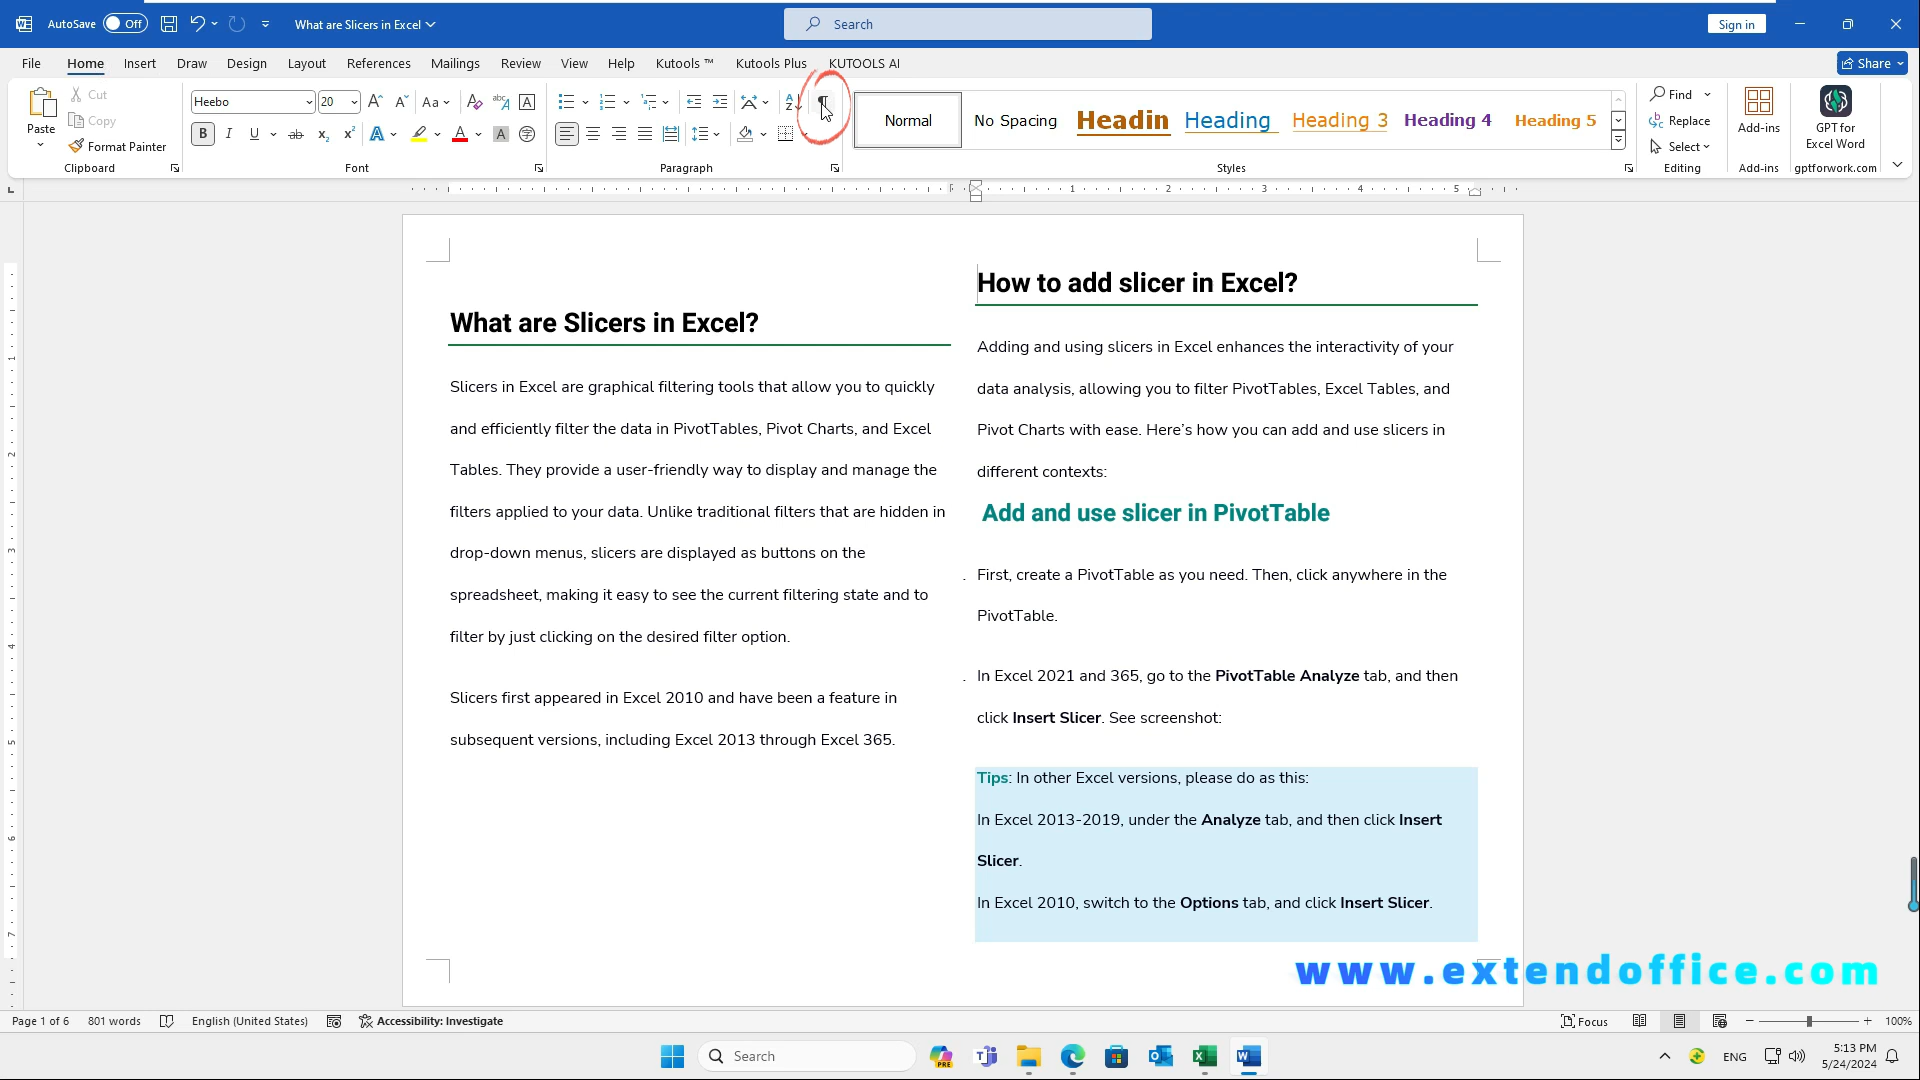 AutoSave Off
What are Slicers in Excel
Search
Sign in
File Home Insert Draw Design Layout References Mailings Review View Help Kutools ™ Kutools Plus KUTOOLS AI
Share
Paste
Cut
Copy
Format Painter
Clipboard
Heebo 20
Font
Paragraph
Normal
No Spacing
Headin
Heading
Heading 3
Heading 4
Heading 5
Styles
Find
Replace
Select
Editing
Add-ins
Add-ins
GPT for
Excel Word
gptforwork.com
1 2 3 4 5
1
2
3
4
5
6
7
What are Slicers in Excel?
Slicers in Excel are graphical filtering tools that allow you to quickly
and efficiently filter the data in PivotTables, Pivot Charts, and Excel
Tables. They provide a user-friendly way to display and manage the
filters applied to your data. Unlike traditional filters that are hidden in
drop-down menus, slicers are displayed as buttons on the
spreadsheet, making it easy to see the current filtering state and to
filter by just clicking on the desired filter option.
Slicers first appeared in Excel 2010 and have been a feature in
subsequent versions, including Excel 2013 through Excel 365.
How to add slicer in Excel?
Adding and using slicers in Excel enhances the interactivity of your
data analysis, allowing you to filter PivotTables, Excel Tables, and
Pivot Charts with ease. Here’s how you can add and use slicers in
different contexts:
Add and use slicer in PivotTable
. First, create a PivotTable as you need. Then, click anywhere in the
PivotTable.
. In Excel 2021 and 365, go to the PivotTable Analyze tab, and then
click Insert Slicer. See screenshot:
Tips: In other Excel versions, please do as this:
In Excel 2013-2019, under the Analyze tab, and then click Insert
Slicer.
In Excel 2010, switch to the Options tab, and click Insert Slicer.
www.extendoffice.com
Page 1 of 6 801 words English (United States) Accessibility: Investigate
Focus
100%
Search
PRE
ENG
5:13 PM
5/24/2024